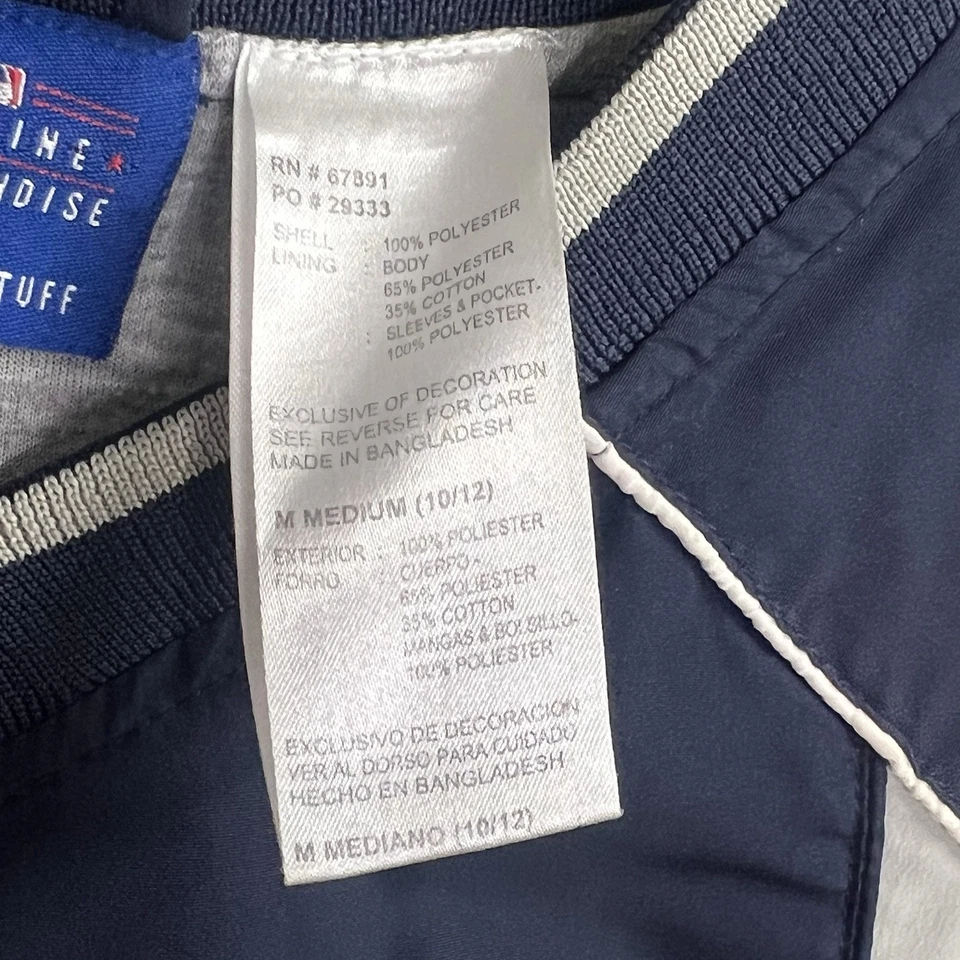 INE
DISE
TUFF
RN # 67891
PO # 29333
SHELL : 100% POLYESTER
LINING : BODY
65% POLYESTER
35% COTTON
SLEEVES & POCKET-
: 100% POLYESTER
EXCLUSIVE OF DECORATION
SEE REVERSE FOR CARE
MADE IN BANGLADESH
M MEDIUM (10/12)
EXTERIOR : 100% POLIESTER
FORRO : CUERPO-
65% POLIESTER
35% COTTON
MANGAS & BOLSILLO-
100% POLIESTER
EXCLUSIVO DE DECORACION
VER AL DORSO PARA CUIDADO
HECHO EN BANGLADESH
M MEDIANO (10/12)